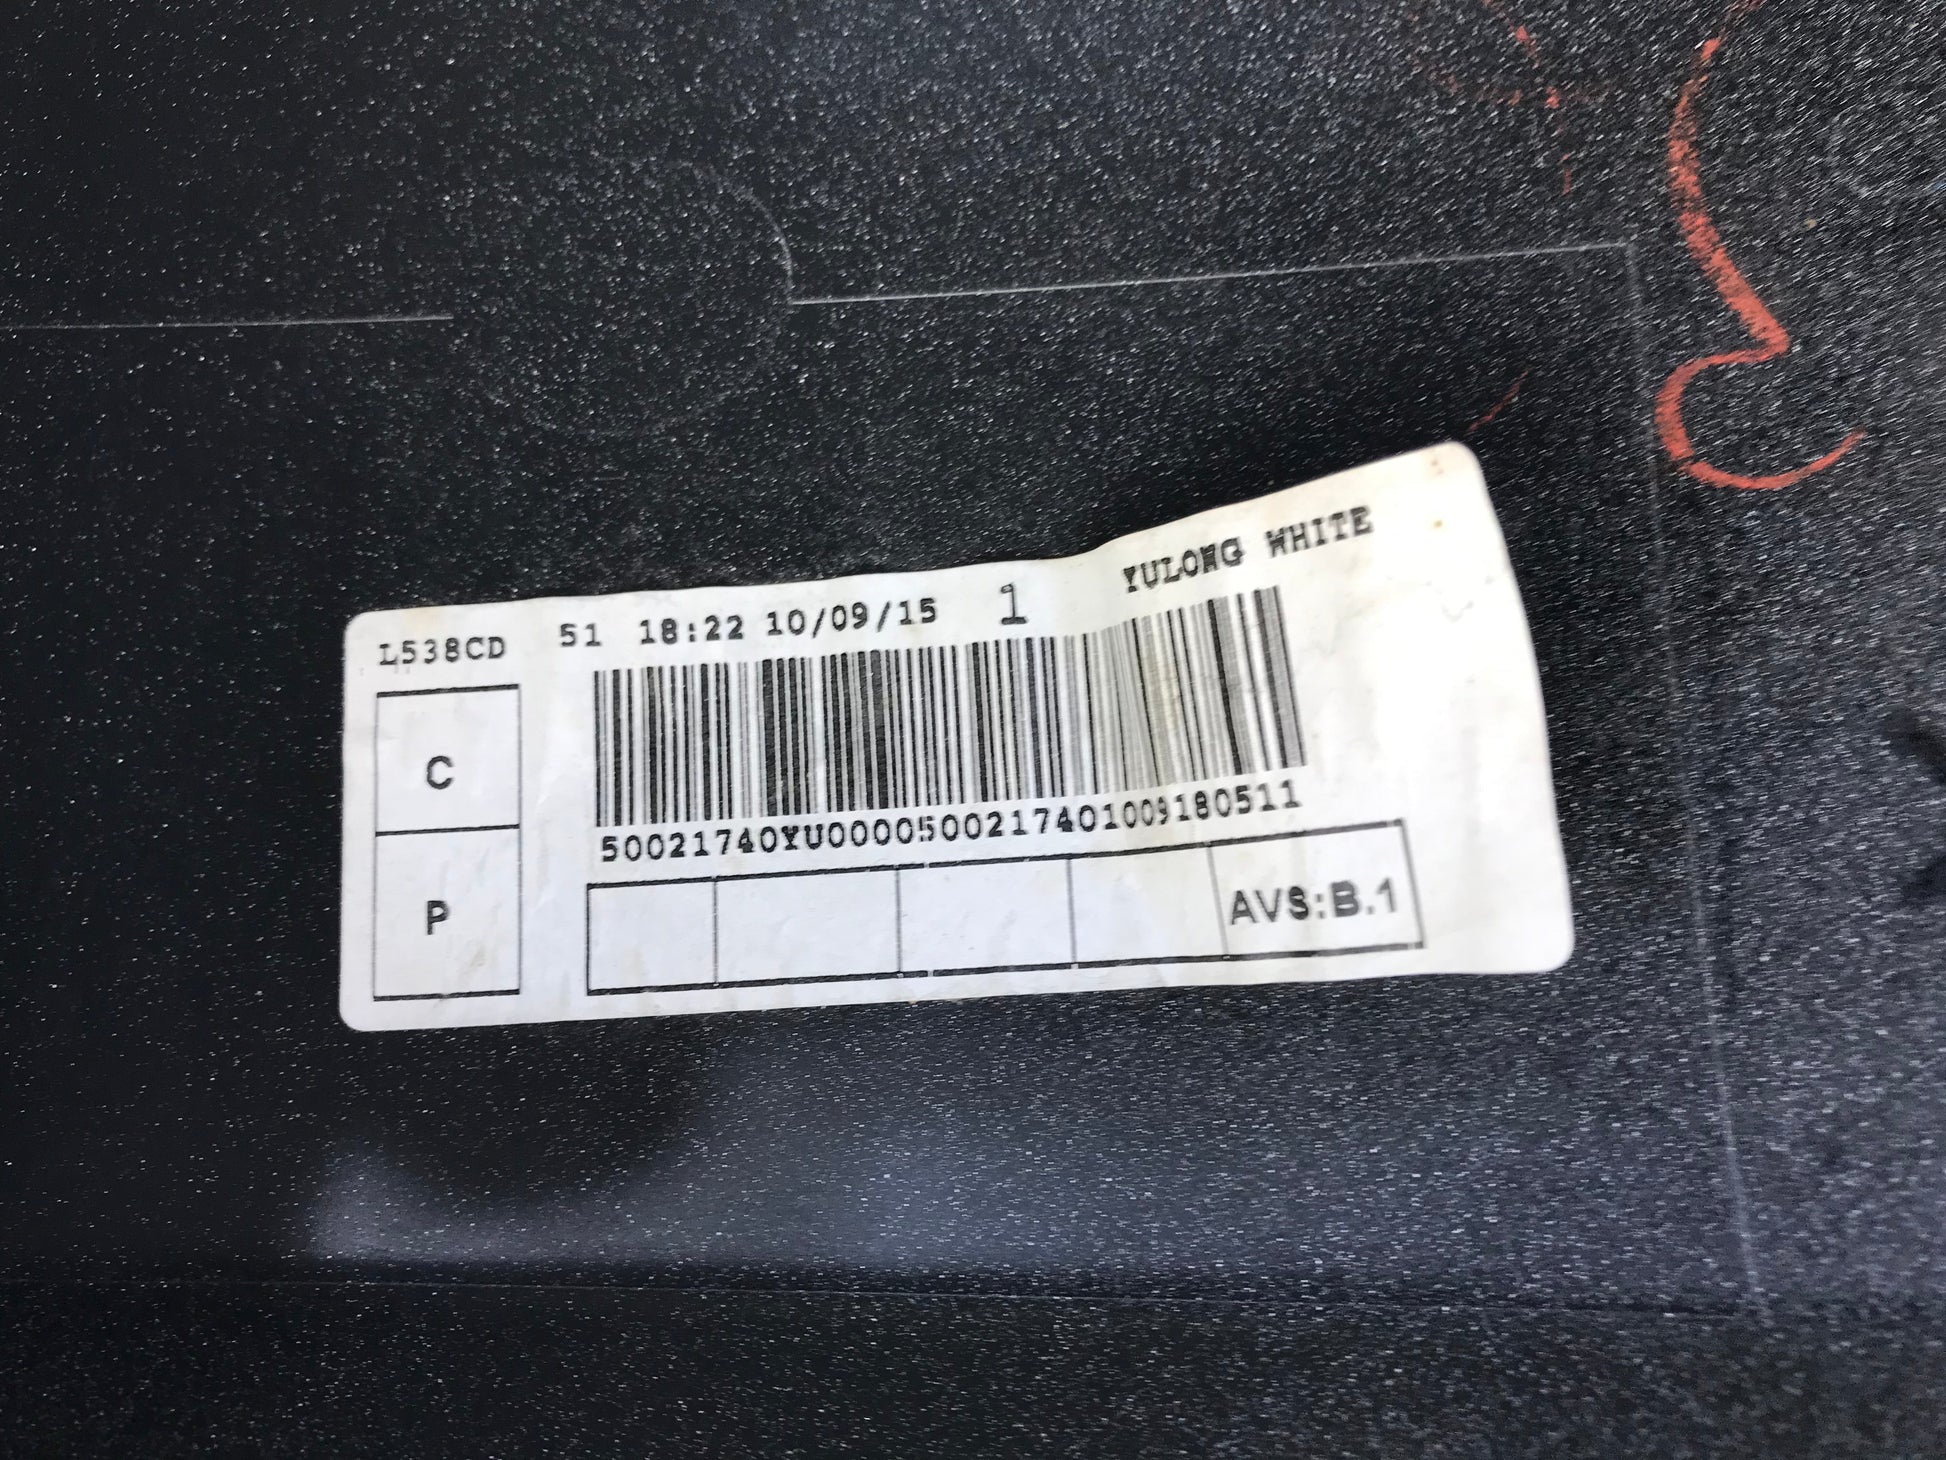 L538CD 51 18:22 10/09/15 1 YULONG WHITE
C
50021740YU0000500217401009180511
P
AVS:B.1